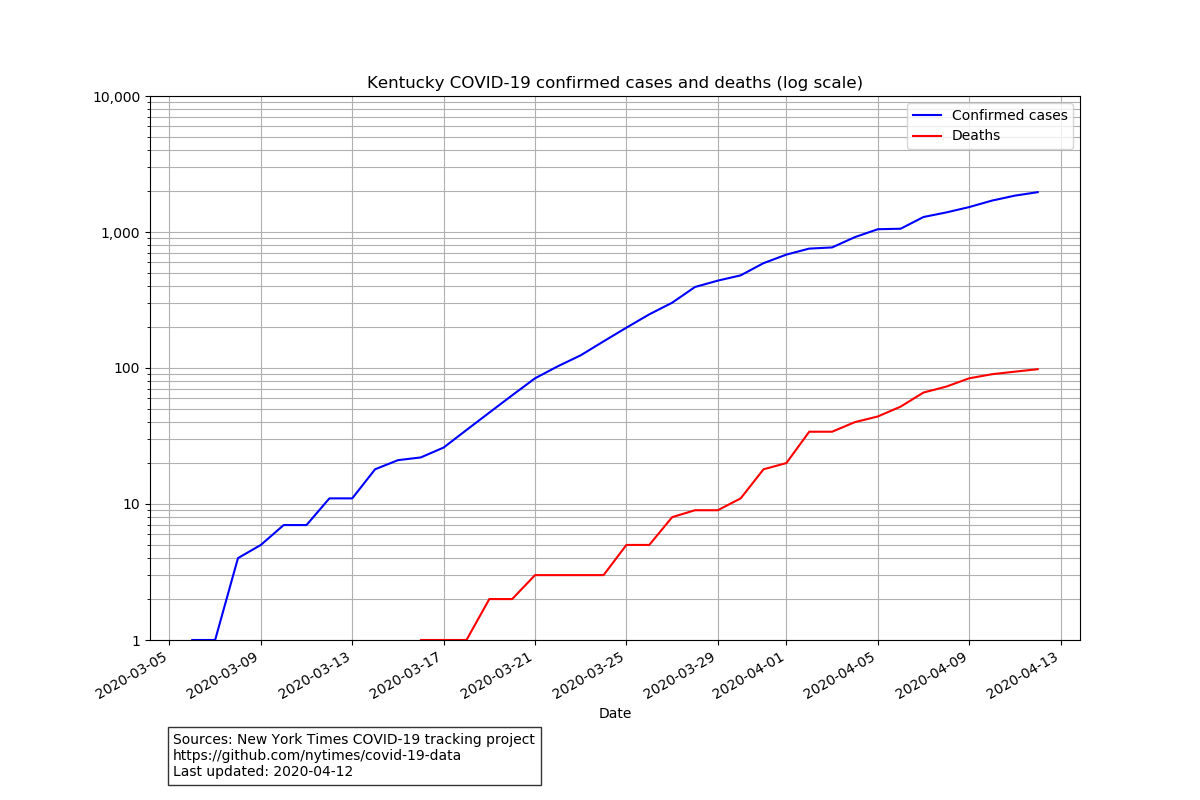 Kentucky COVID-19 confirmed cases and deaths (log scale)
10,000
1,000
100
10
1
Confirmed cases
Deaths
2020-03-05
2020-03-09
2020-03-13
2020-03-17
2020-03-21
2020-03-25
2020-03-29
2020-04-01
2020-04-05
2020-04-09
2020-04-13
Date
Sources: New York Times COVID-19 tracking project
https://github.com/nytimes/covid-19-data
Last updated: 2020-04-12